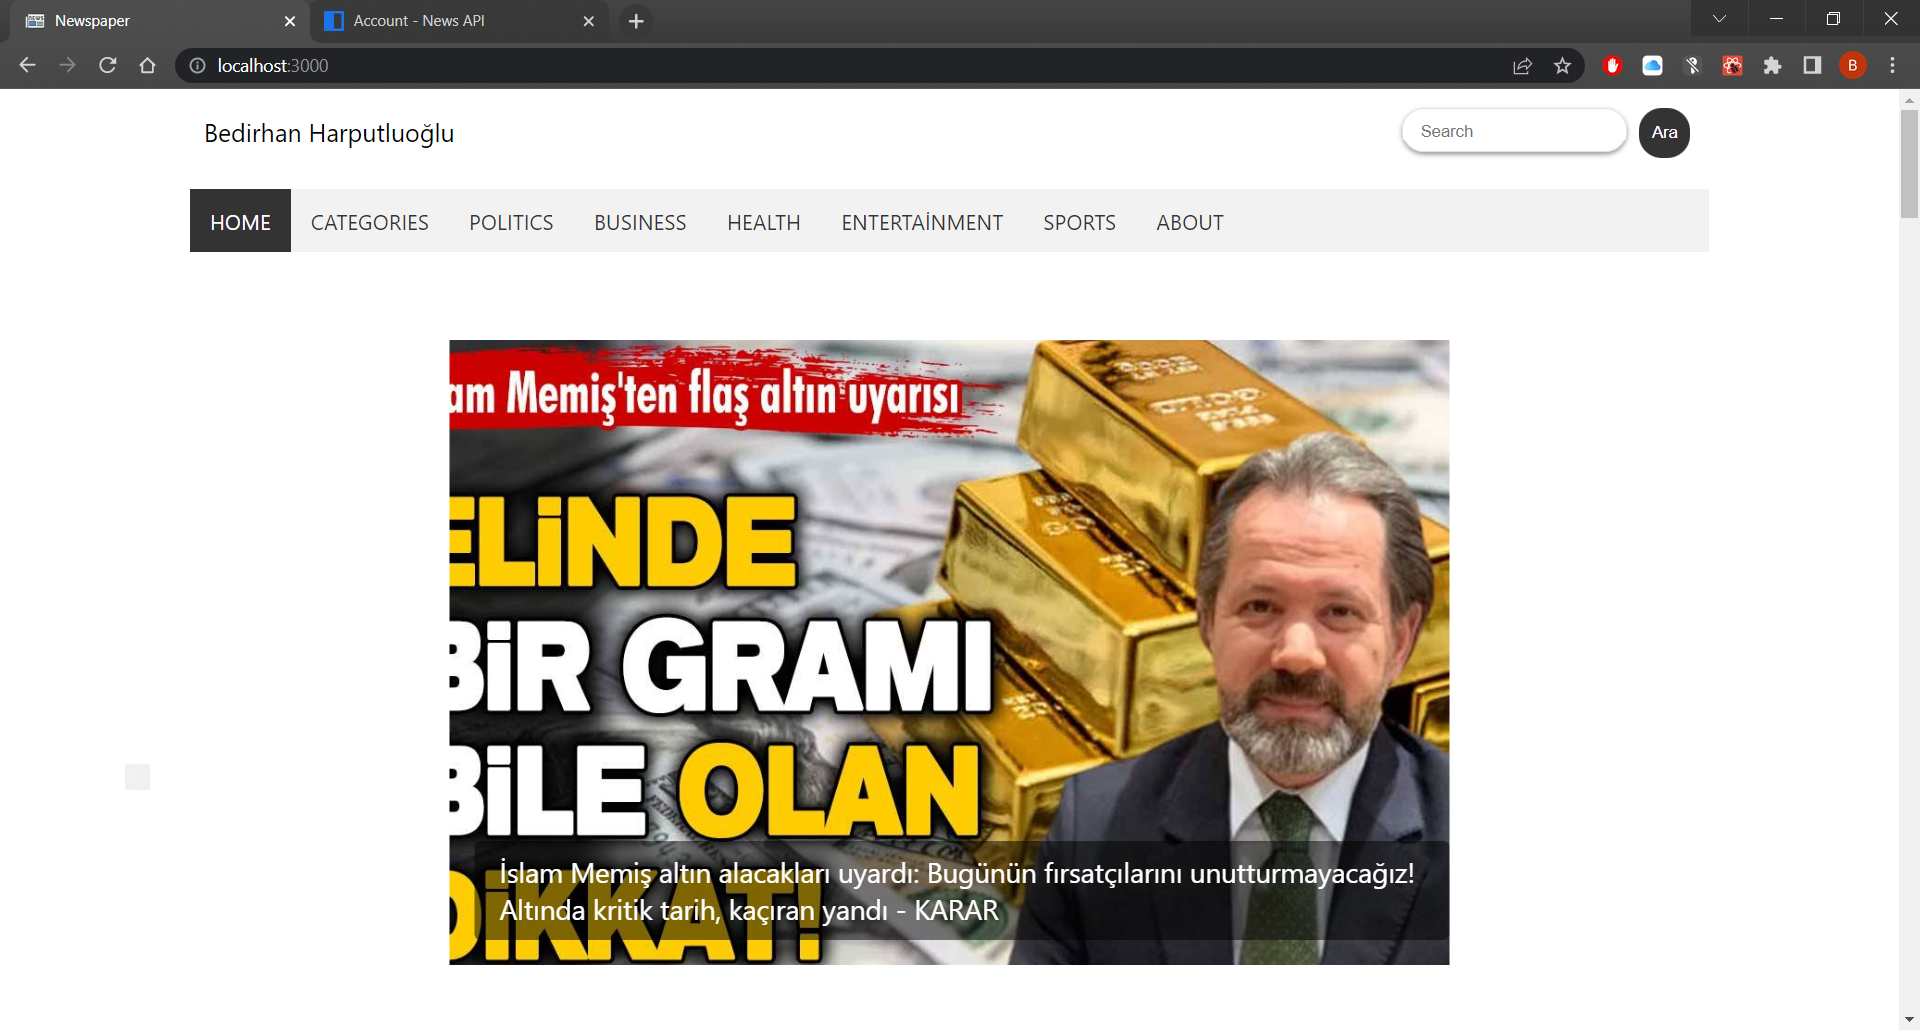 Newspaper
Account - News API
localhost:3000
B
Bedirhan Harputluoğlu
Search
Ara
HOME CATEGORIES POLITICS BUSINESS HEALTH ENTERTAİNMENT SPORTS ABOUT
am Memiş'ten flaş altın uyarısı
ELİNDE
BİR GRAMI
BİLE OLAN
DİKKAT!
İslam Memiş altın alacakları uyardı: Bugünün fırsatçılarını unutturmayacağız!
Altında kritik tarih, kaçıran yandı - KARAR